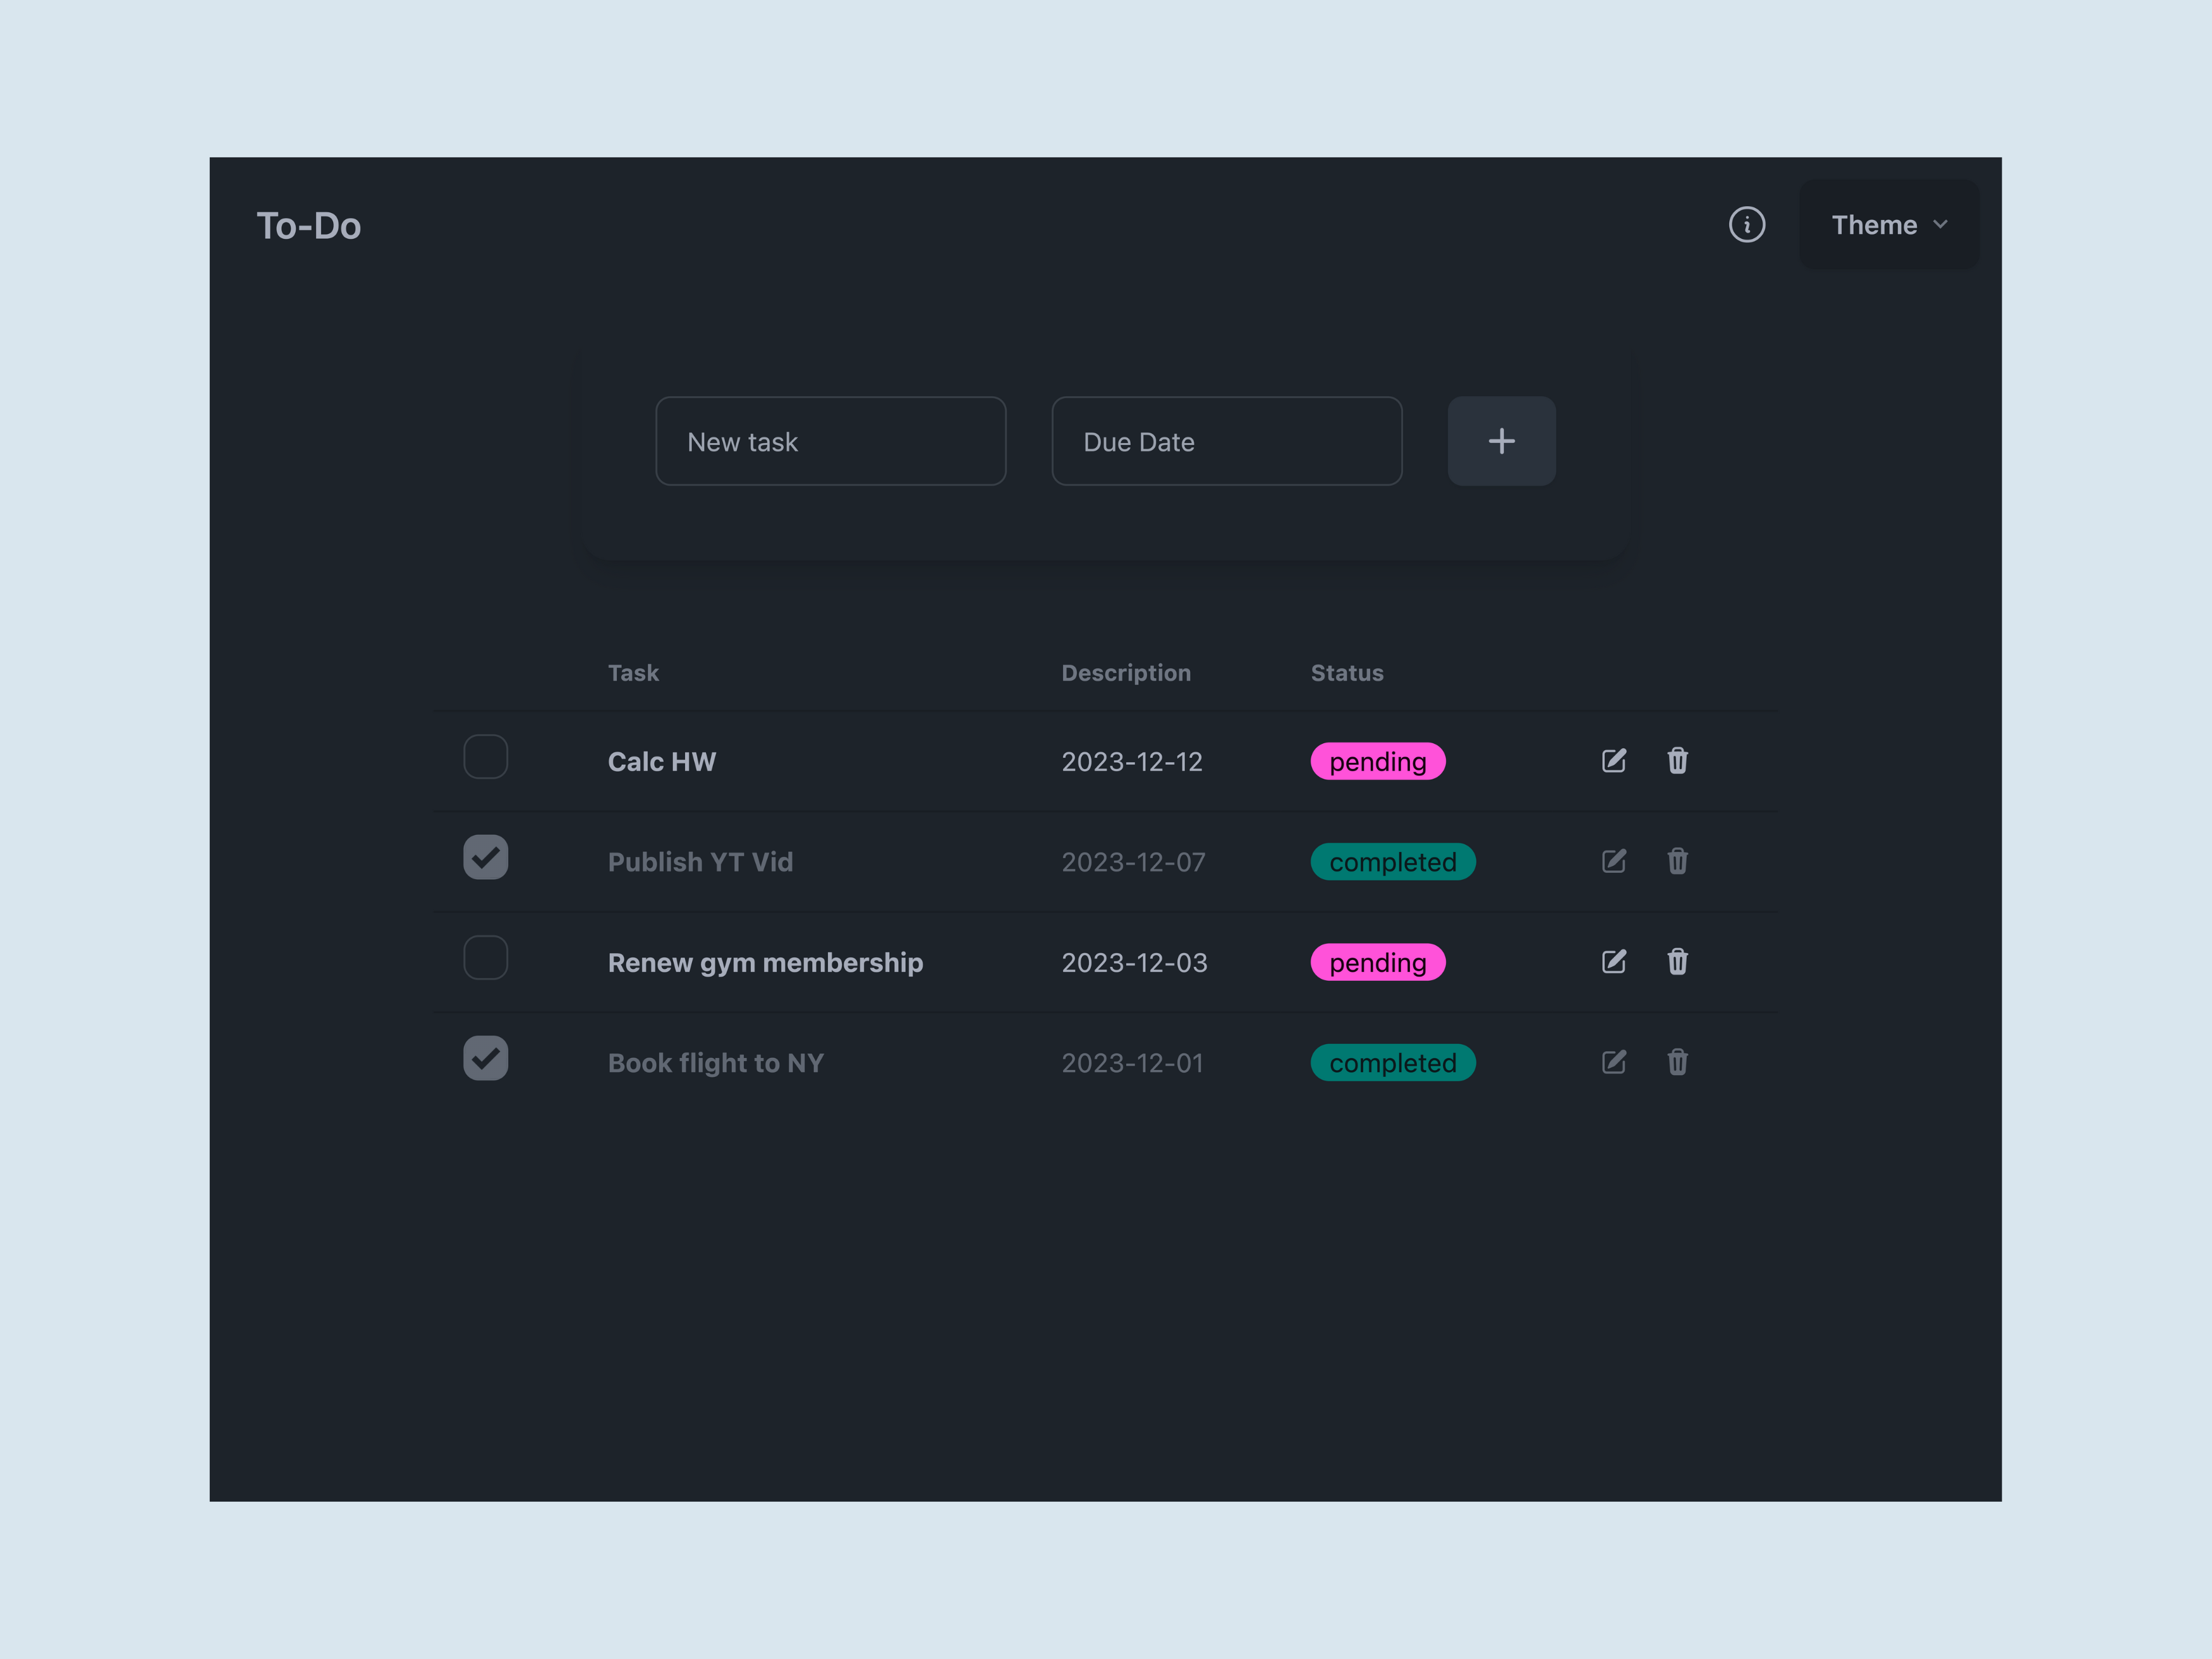 To-Do
Theme
New task Due Date
Task Description Status
Calc HW 2023-12-12 pending
Publish YT Vid 2023-12-07 completed
Renew gym membership 2023-12-03 pending
Book flight to NY 2023-12-01 completed